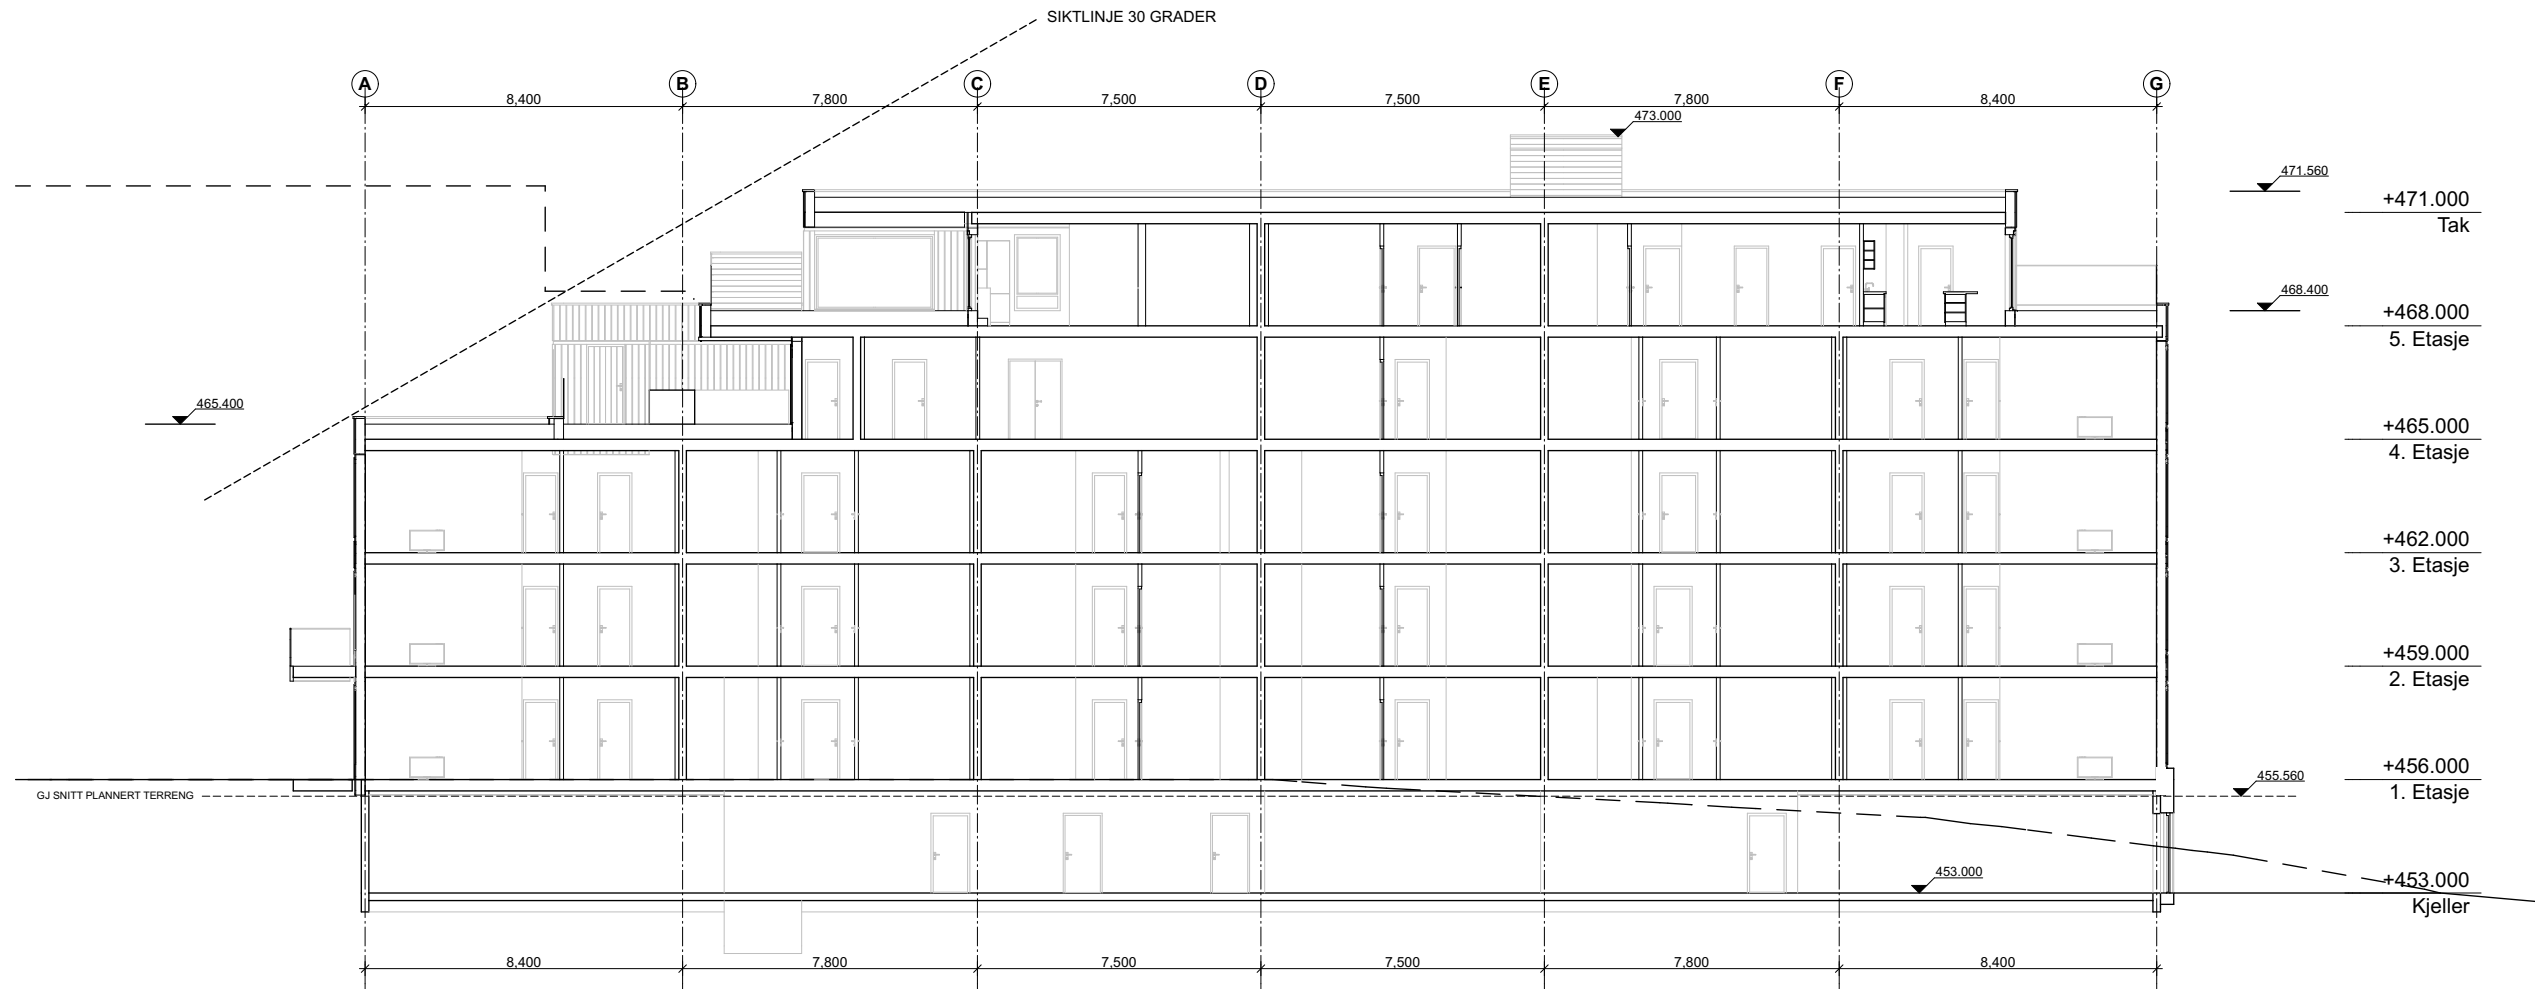 SIKTLINJE 30 GRADER
A B C D E F G
8,400 7,800 7,500 7,500 7,800 8,400
473.000
471.560
+471.000
Tak
468.400
+468.000
5. Etasje
465.400
+465.000
4. Etasje
+462.000
3. Etasje
+459.000
2. Etasje
+456.000
455.560
1. Etasje
GJ SNITT PLANNERT TERRENG
453.000
+453.000
Kjeller
8,400 7,800 7,500 7,500 7,800 8,400